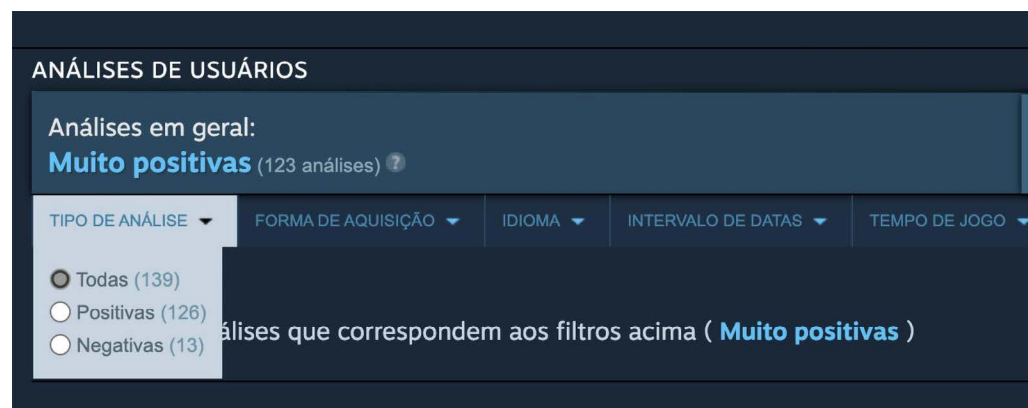 ANÁLISES DE USUÁRIOS
Análises em geral:
Muito positivas (123 análises) ?
TIPO DE ANÁLISE FORMA DE AQUISIÇÃO IDIOMA INTERVALO DE DATAS TEMPO DE JOGO
Todas (139)
Positivas (126)
álises que correspondem aos filtros acima ( Muito positivas )
Negativas (13)